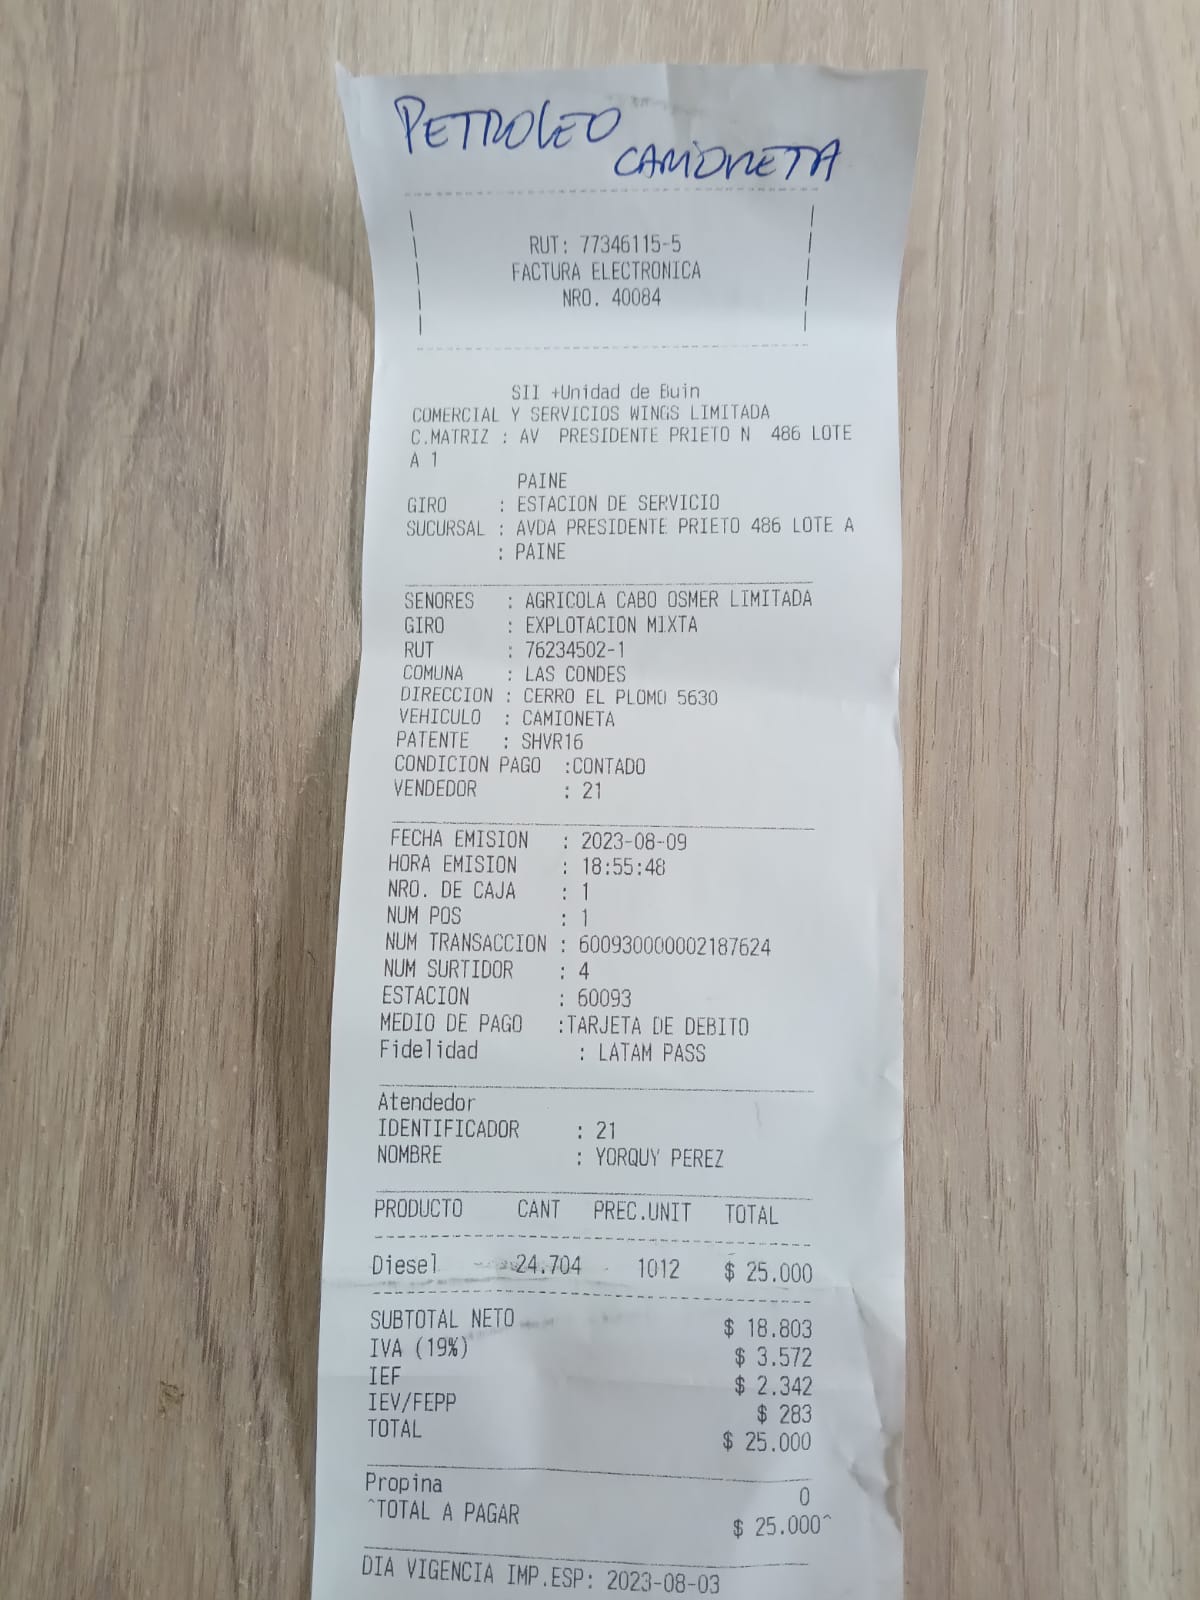 PETROLEO
CAMIONETA
RUT: 77346115-5
FACTURA ELECTRONICA
NRO. 40084
SII +Unidad de Buin
COMERCIAL Y SERVICIOS WINGS LIMITADA
C.MATRIZ : AV PRESIDENTE PRIETO N 486 LOTE
A 1
PAINE
GIRO : ESTACION DE SERVICIO
SUCURSAL : AVDA PRESIDENTE PRIETO 486 LOTE A
: PAINE
SENORES : AGRICOLA CABO OSMER LIMITADA
GIRO : EXPLOTACION MIXTA
RUT : 76234502-1
COMUNA : LAS CONDES
DIRECCION : CERRO EL PLOMO 5630
VEHICULO : CAMIONETA
PATENTE : SHVR16
CONDICION PAGO :CONTADO
VENDEDOR : 21
FECHA EMISION : 2023-08-09
HORA EMISION : 18:55:48
NRO. DE CAJA : 1
NUM POS : 1
NUM TRANSACCION : 600930000002187624
NUM SURTIDOR : 4
ESTACION : 60093
MEDIO DE PAGO :TARJETA DE DEBITO
Fidelidad : LATAM PASS
Atendedor
IDENTIFICADOR : 21
NOMBRE : YORQUY PEREZ
PRODUCTO CANT PREC.UNIT TOTAL
Diesel 24.704 1012 $ 25.000
SUBTOTAL NETO $ 18.803
IVA (19%) $ 3.572
IEF $ 2.342
IEV/FEPP $ 283
TOTAL $ 25.000
Propina 0
^TOTAL A PAGAR $ 25.000^
DIA VIGENCIA IMP.ESP: 2023-08-03